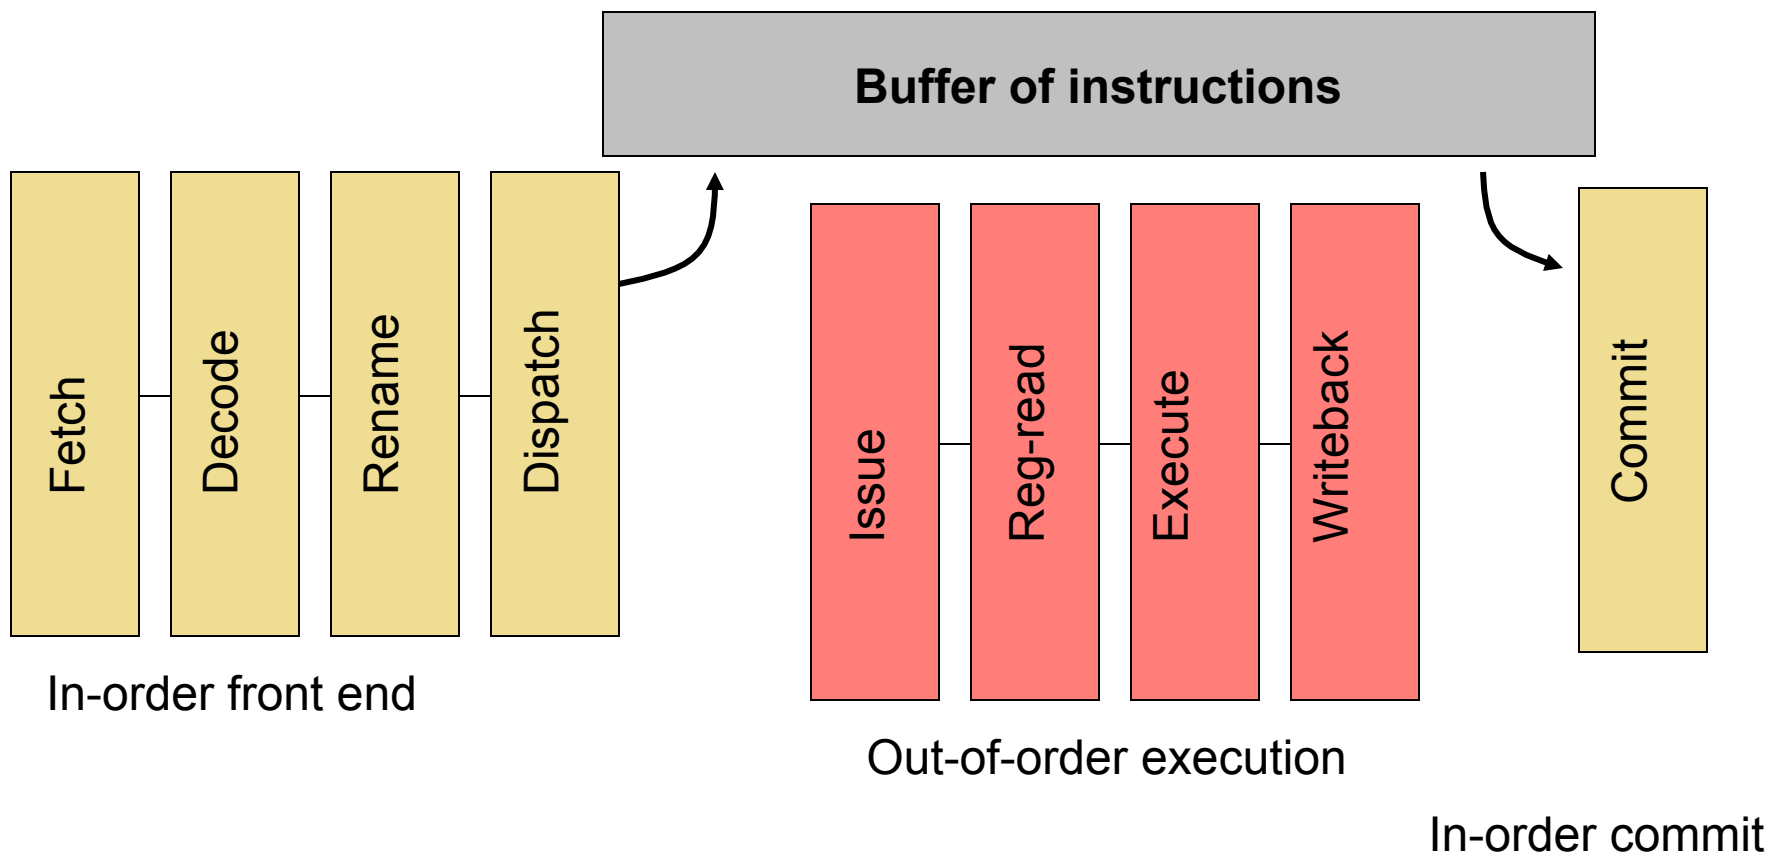 Buffer of instructions
Fetch
Decode
Rename
Dispatch
Issue
Reg-read
Execute
Writeback
Commit
In-order front end
Out-of-order execution
In-order commit